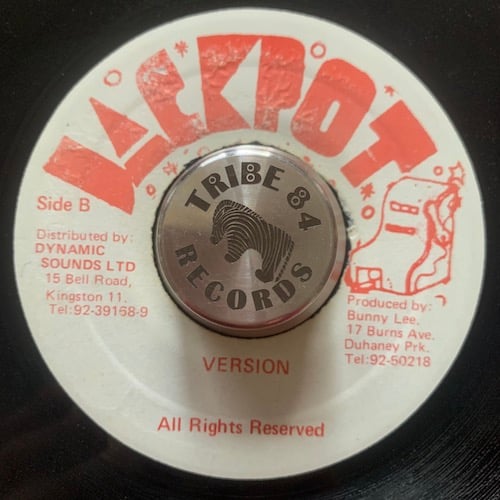 JACKPOT
TRIBE 84
RECORDS
Side B
Distributed by:
DYNAMIC
SOUNDS LTD
15 Bell Road,
Kingston 11.
Tel:92-39168-9
Produced by:
Bunny Lee,
17 Burns Ave.
Duhaney Prk.
Tel:92-50218
VERSION
All Rights Reserved